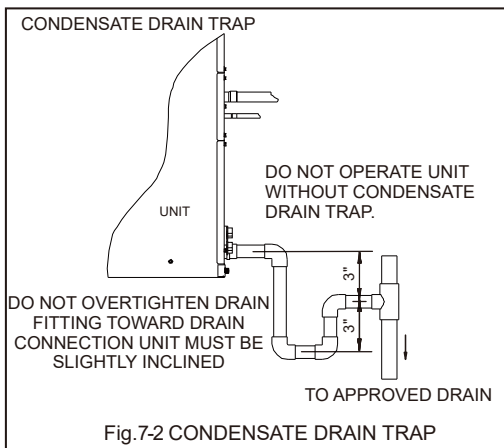 CONDENSATE DRAIN TRAP
UNIT
DO NOT OPERATE UNIT
WITHOUT CONDENSATE
DRAIN TRAP.
3"
3"
DO NOT OVERTIGHTEN DRAIN
FITTING TOWARD DRAIN
CONNECTION UNIT MUST BE
SLIGHTLY INCLINED
TO APPROVED DRAIN
Fig.7-2 CONDENSATE DRAIN TRAP